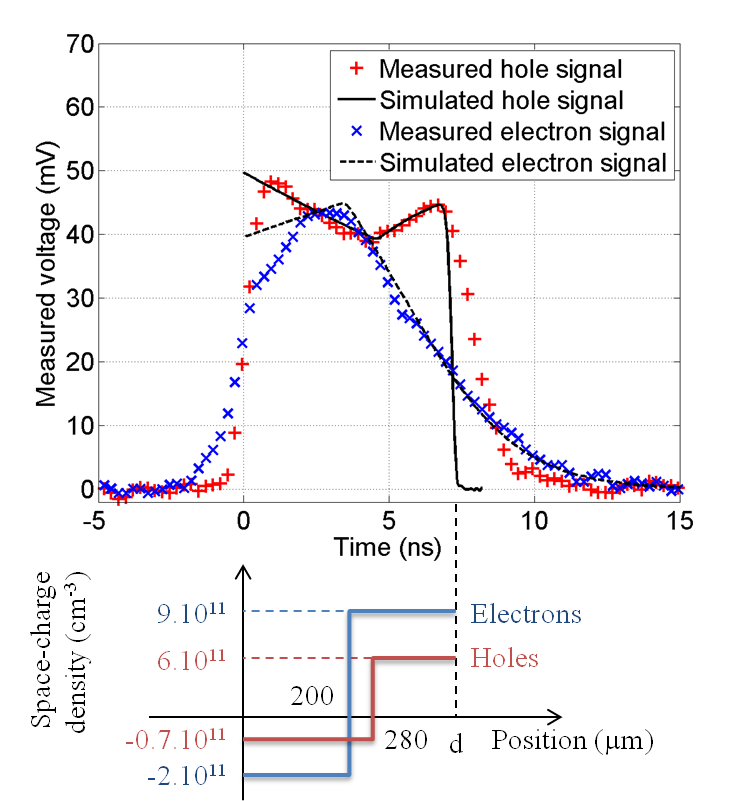 70
60
50
40
30
20
10
0
Measured voltage (mV)
Measured hole signal
Simulated hole signal
Measured electron signal
Simulated electron signal
-5 0 5 10 15
Time (ns)
Space-charge
density (cm-3)
9.10¹¹
6.10¹¹
-0.7.10¹¹
-2.10¹¹
Electrons
Holes
200
280 d Position (μm)